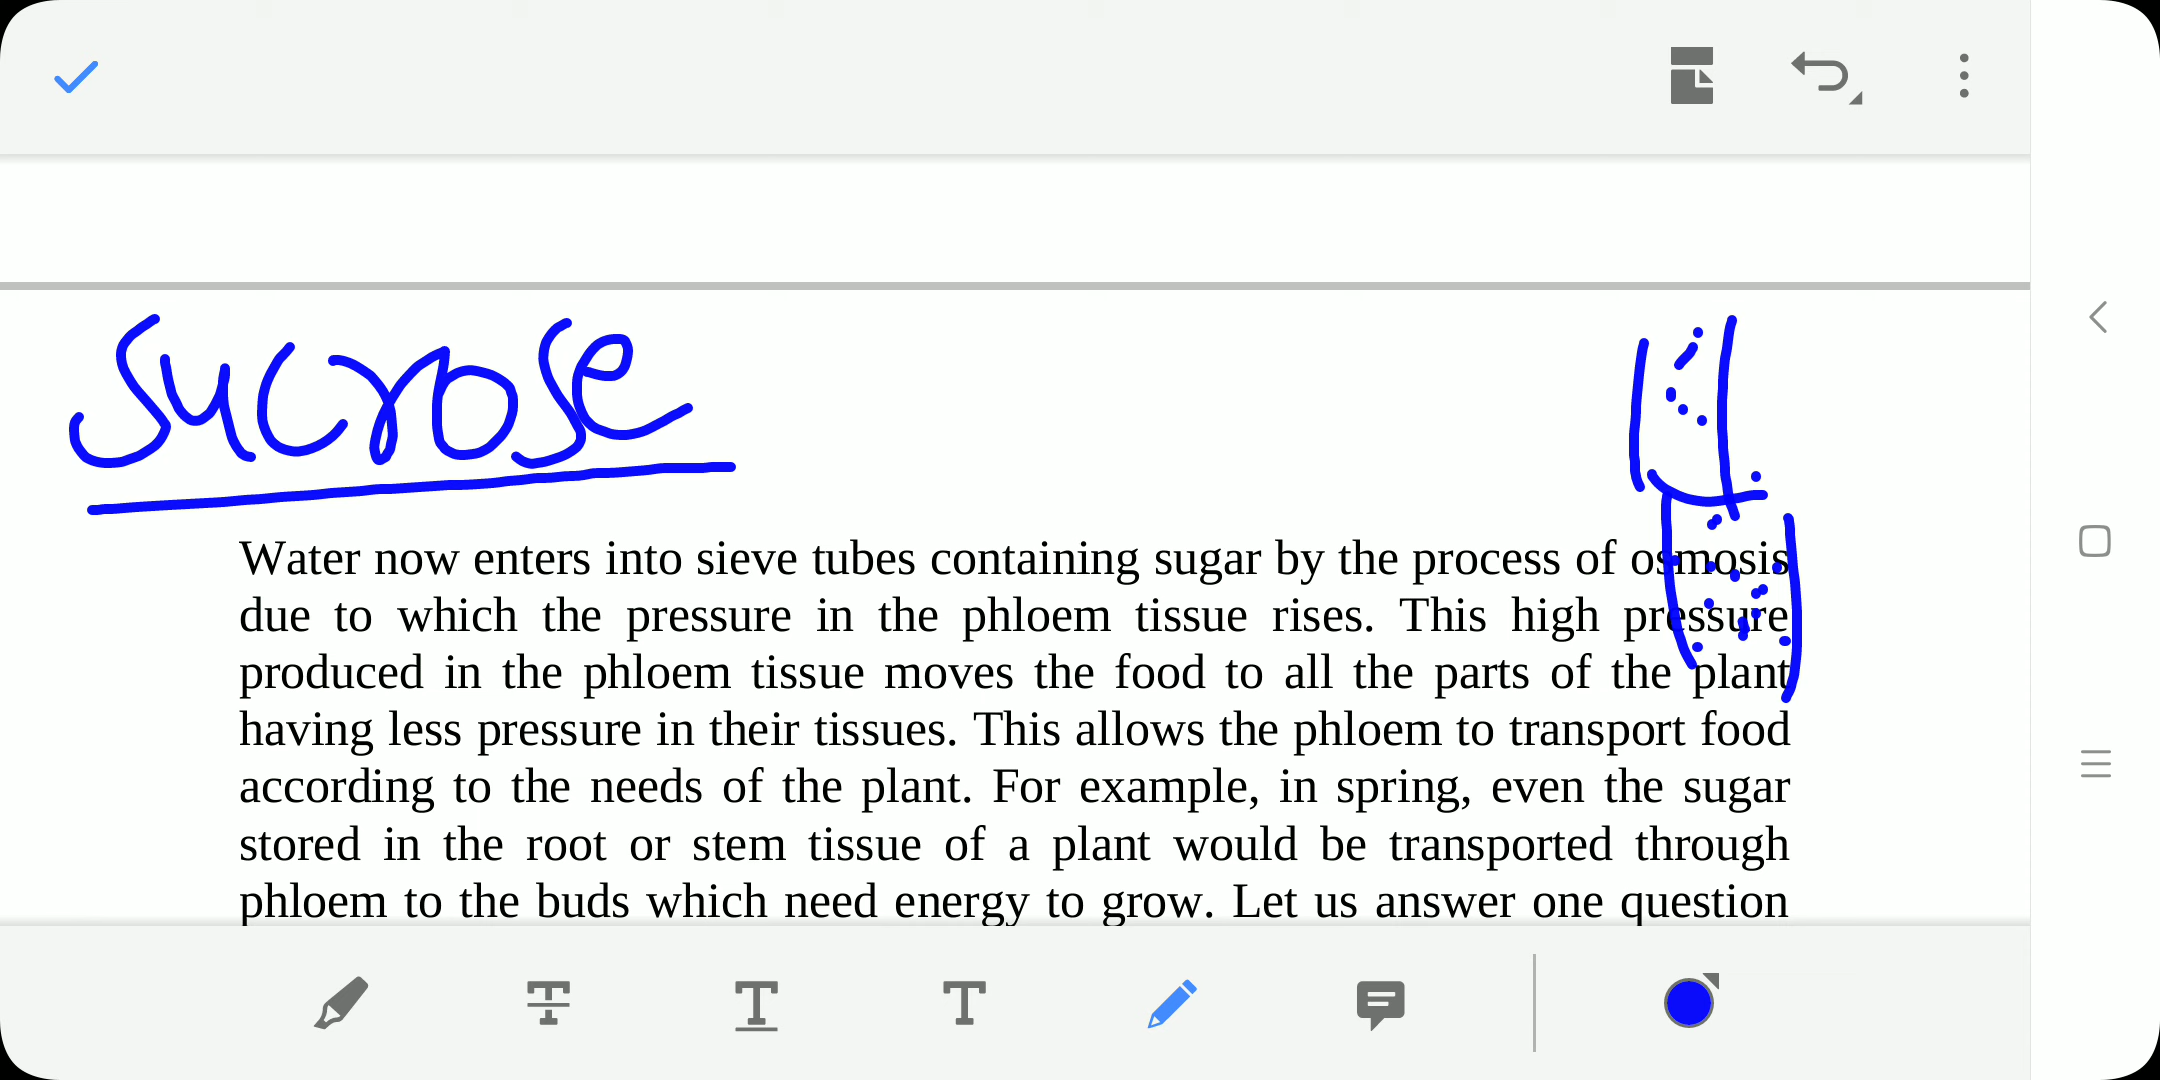 Sucrose
Water now enters into sieve tubes containing sugar by the process of osmosis
due to which the pressure in the phloem tissue rises. This high pressure
produced in the phloem tissue moves the food to all the parts of the plant
having less pressure in their tissues. This allows the phloem to transport food
according to the needs of the plant. For example, in spring, even the sugar
stored in the root or stem tissue of a plant would be transported through
phloem to the buds which need energy to grow. Let us answer one question